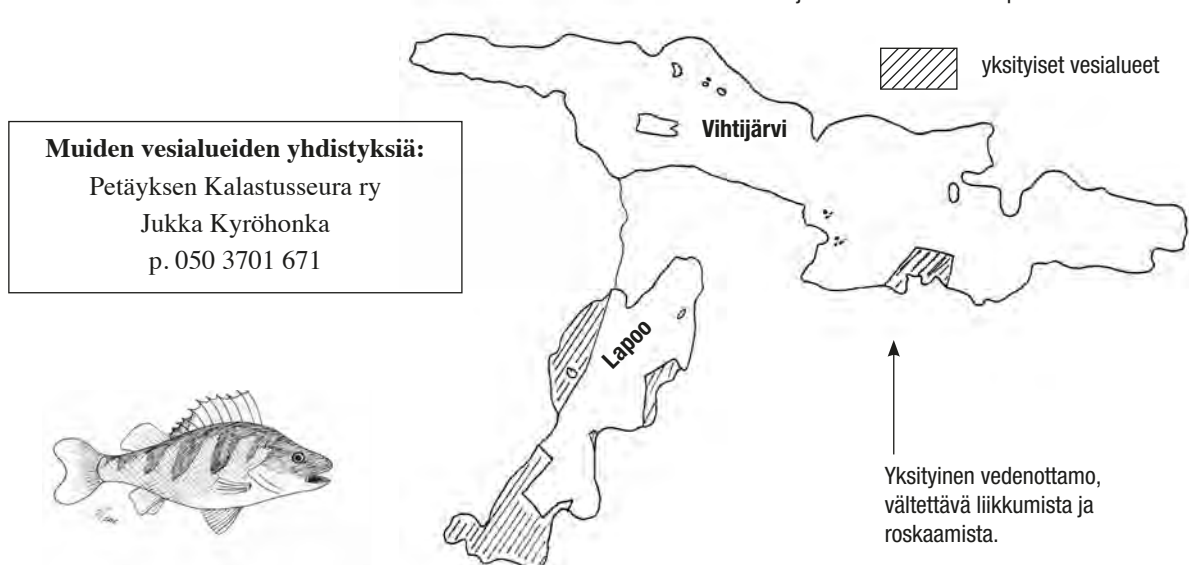 yksityiset vesialueet
Vihtijärvi
Muiden vesialueiden yhdistyksiä:
Petäyksen Kalastusseura ry
Jukka Kyröhonka
p. 050 3701 671
Lapoo
Yksityinen vedenottamo,
vältettävä liikkumista ja
roskaamista.